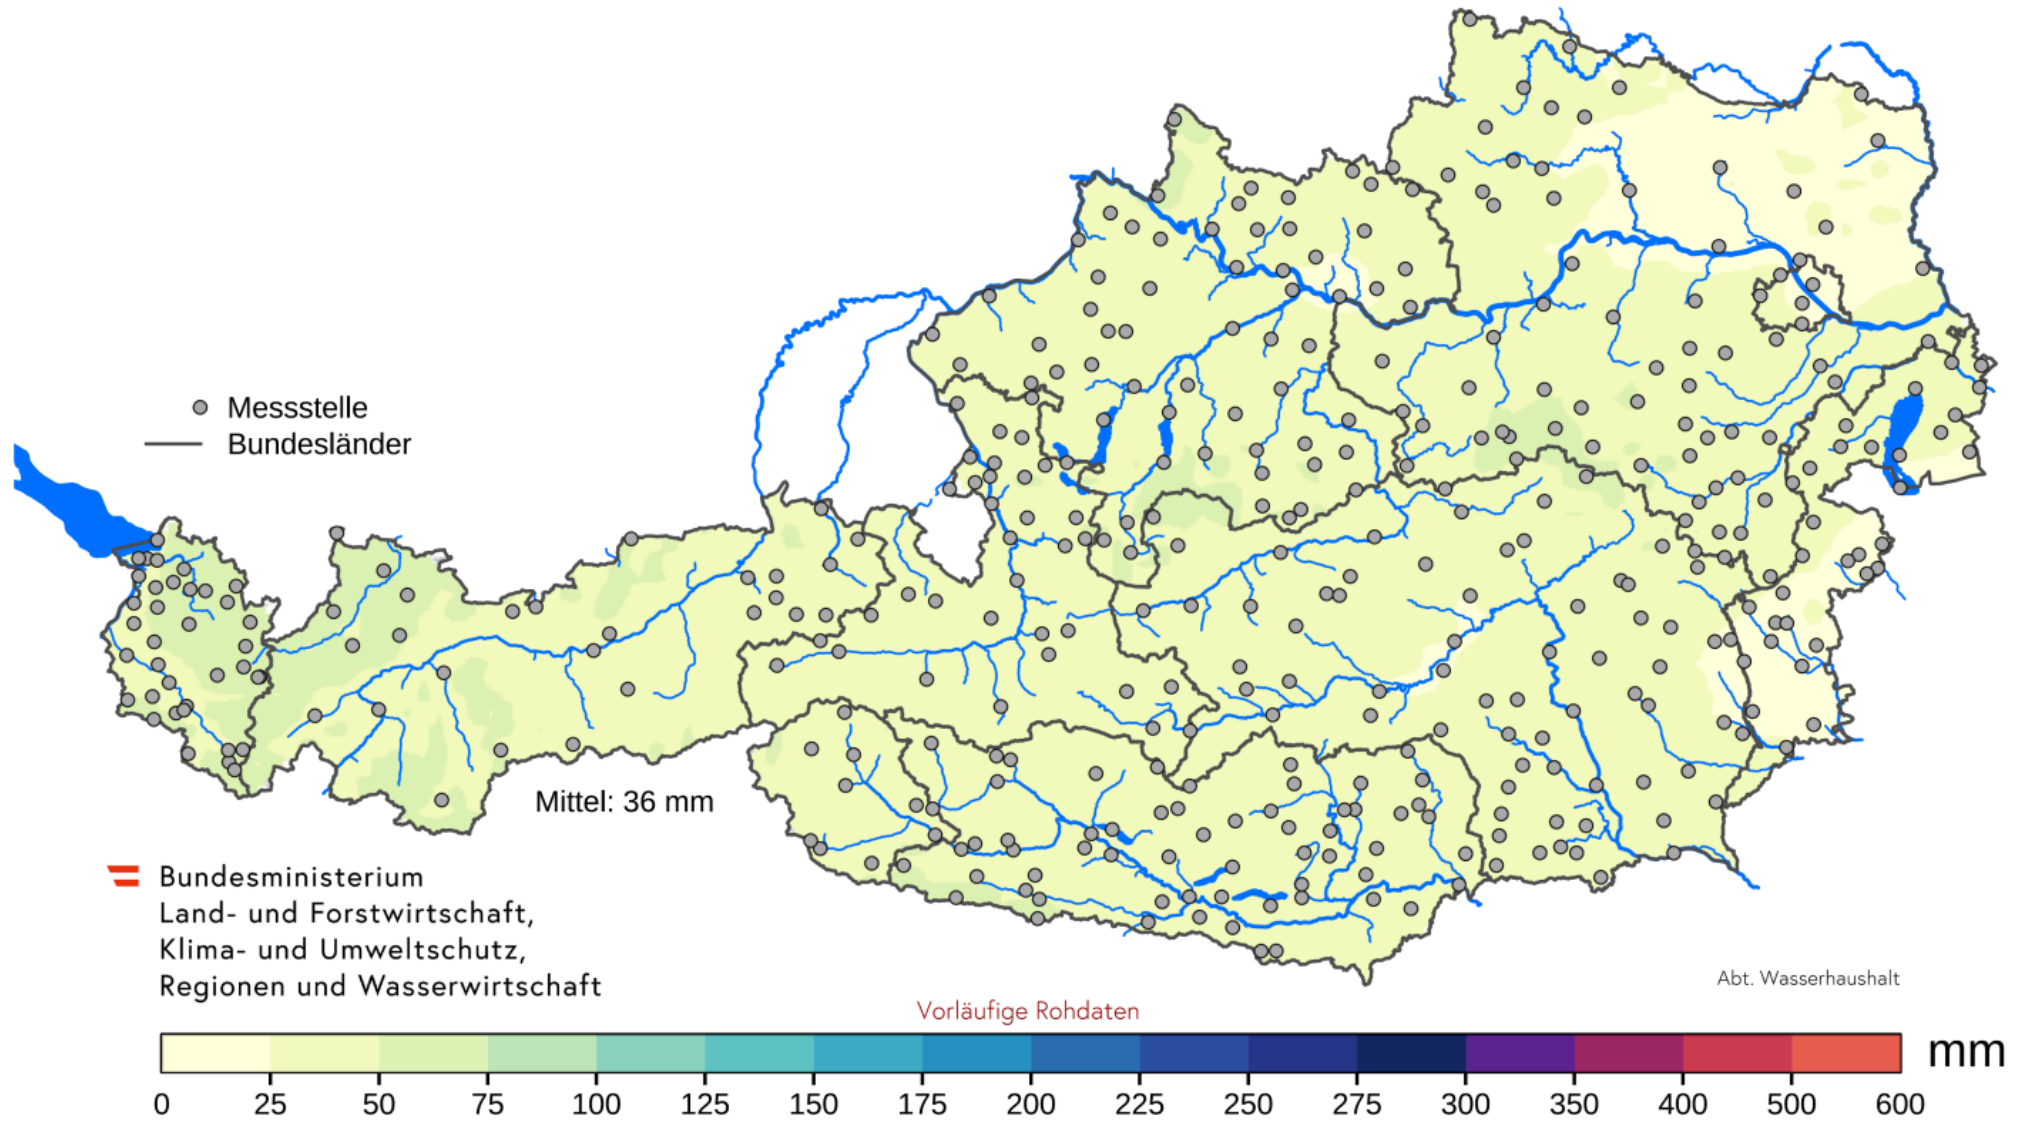 Messstelle
Bundesländer
Mittel: 36 mm
Bundesministerium
Land- und Forstwirtschaft,
Klima- und Umweltschutz,
Regionen und Wasserwirtschaft
Abt. Wasserhaushalt
Vorläufige Rohdaten
mm
0 25 50 75 100 125 150 175 200 225 250 275 300 350 400 500 600